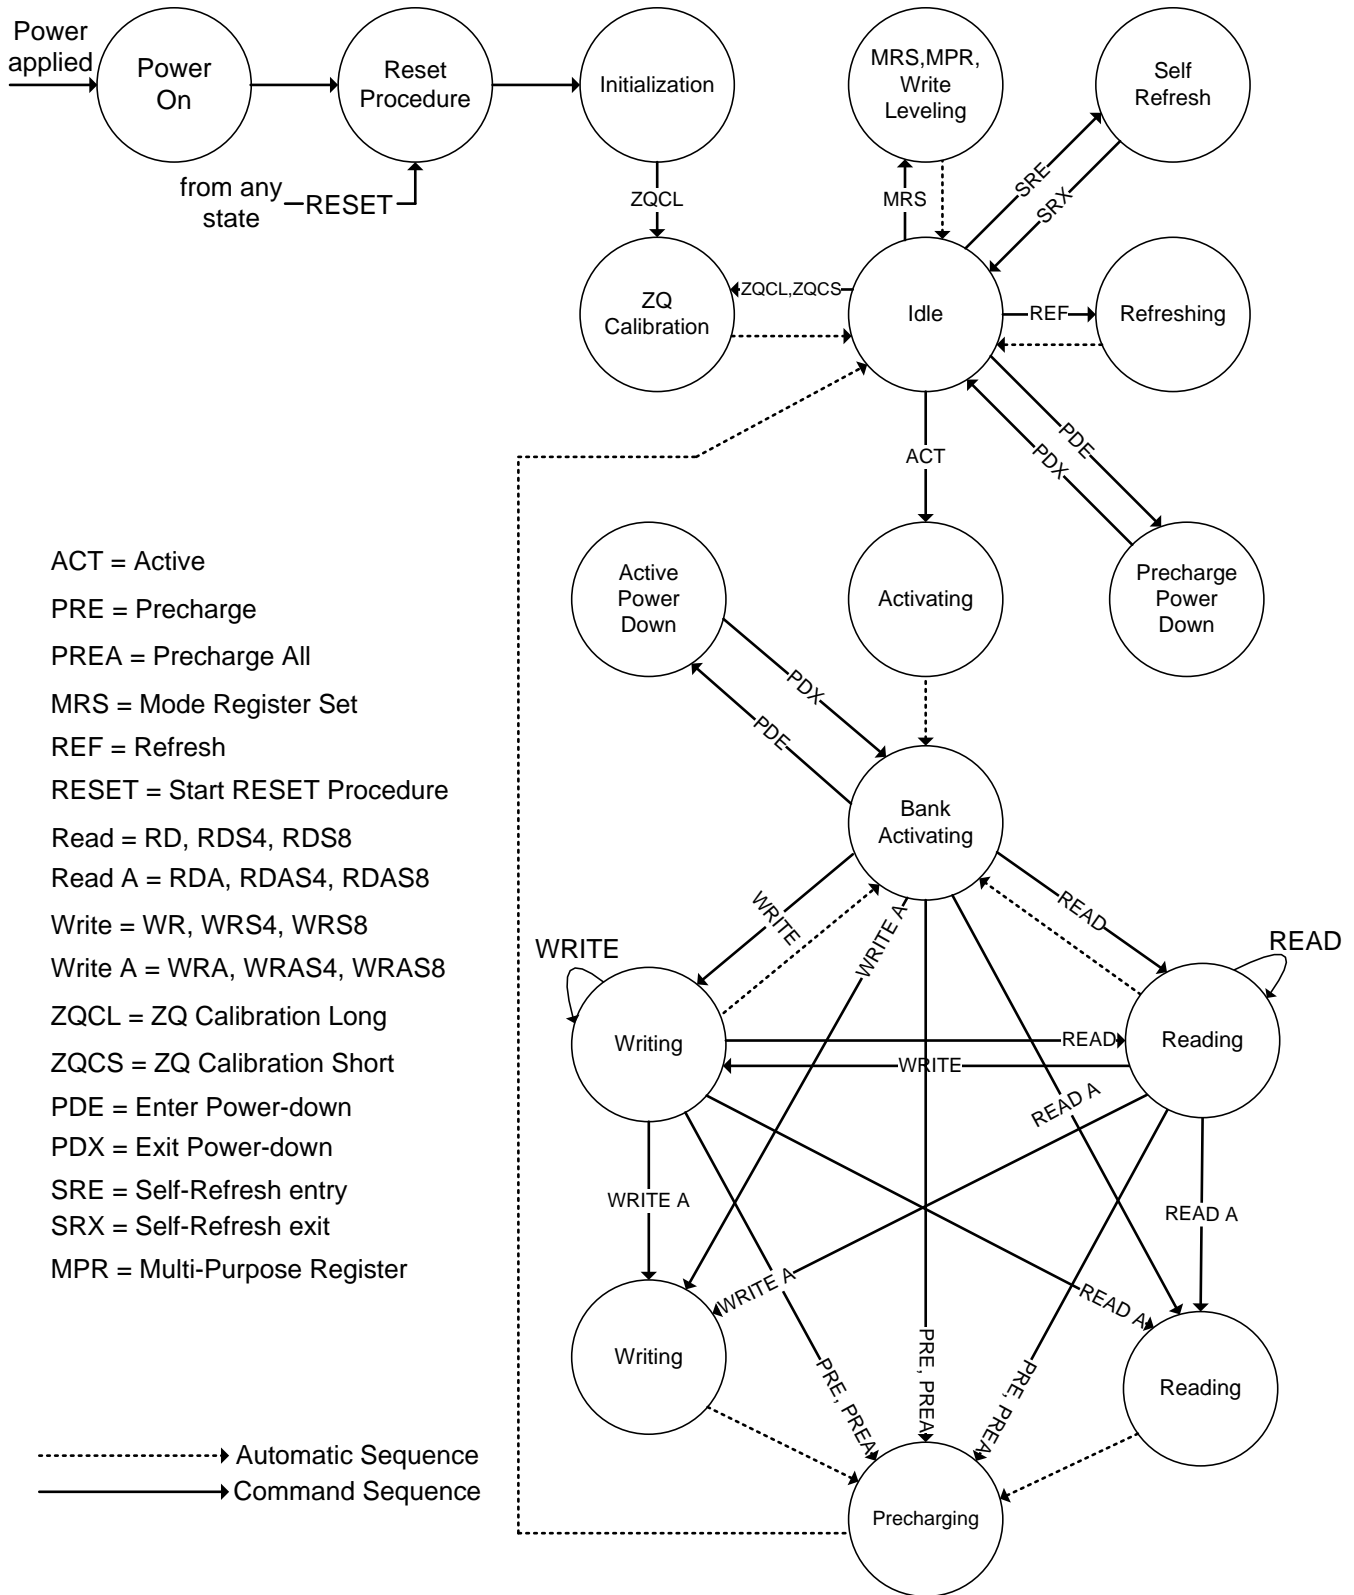 Power
applied
Power
On
Reset
Procedure
Initialization
MRS,MPR,
Write
Leveling
Self
Refresh
from any
state
RESET
ZQCL
MRS
SRE
SRX
ZQ
Calibration
ZQCL,ZQCS
Idle
REF
Refreshing
ACT
PDE
PDX
Active
Power
Down
Activating
Precharge
Power
Down
PDX
PDE
Bank
Activating
ACT = Active
PRE = Precharge
PREA = Precharge All
MRS = Mode Register Set
REF = Refresh
RESET = Start RESET Procedure
Read = RD, RDS4, RDS8
Read A = RDA, RDAS4, RDAS8
Write = WR, WRS4, WRS8
Write A = WRA, WRAS4, WRAS8
ZQCL = ZQ Calibration Long
ZQCS = ZQ Calibration Short
PDE = Enter Power-down
PDX = Exit Power-down
SRE = Self-Refresh entry
SRX = Self-Refresh exit
MPR = Multi-Purpose Register
WRITE
WRITE A
READ
WRITE
READ
Writing
READ
Reading
WRITE
READ A
WRITE A
READ A
WRITE A
READ A
Writing
PRE, PREA
PRE, PREA
PRE, PREA
Reading
Precharging
Automatic Sequence
Command Sequence